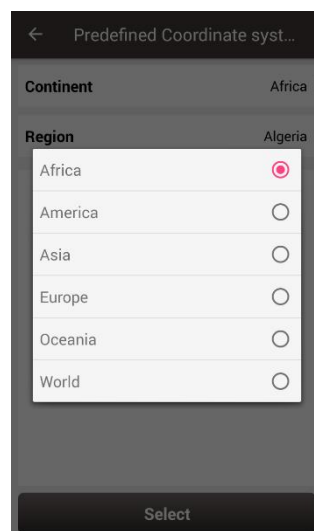 Predefined Coordinate syst...
Continent Africa
Region Algeria
Africa
America
Asia
Europe
Oceania
World
Select